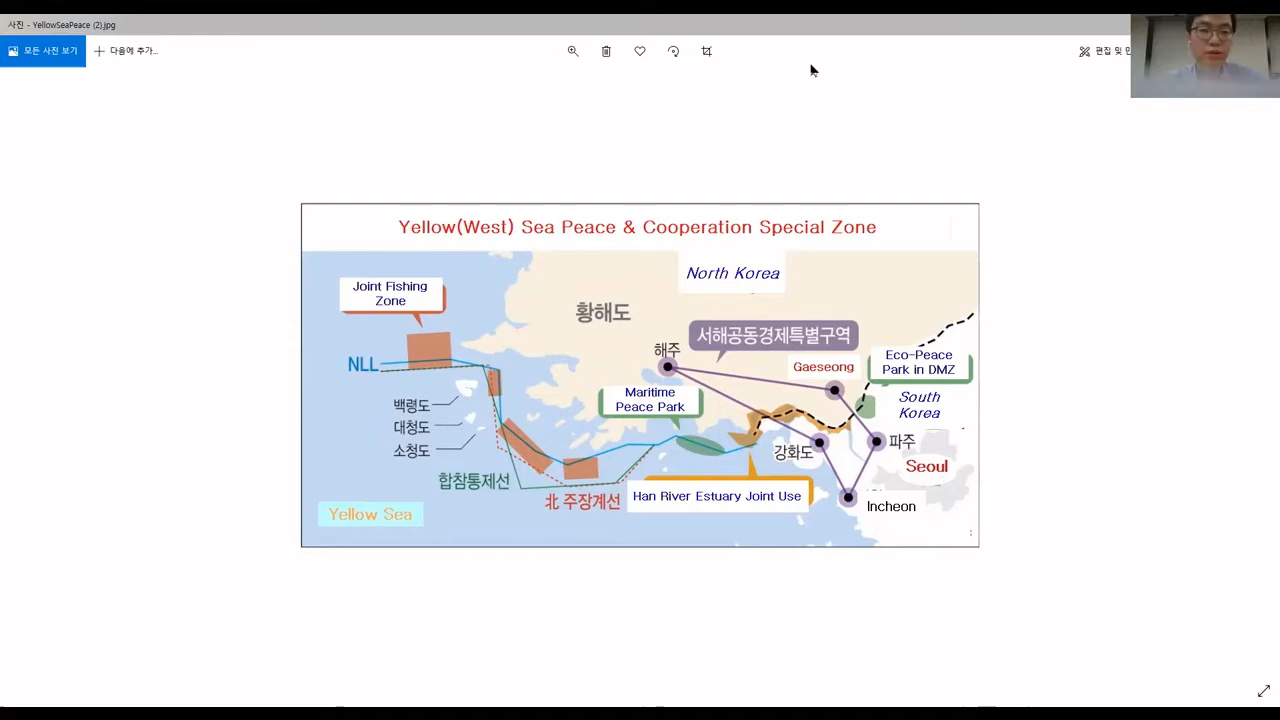 사진 - YellowSeaPeace (2).jpg
모든 사진 보기
다음에 추가...
편집 및 만
Yellow(West) Sea Peace & Cooperation Special Zone
North Korea
Joint Fishing
Zone
황해도
서해공동경제특별구역
해주
NLL
Gaeseong
Eco-Peace
Park in DMZ
Maritime
Peace Park
South
Korea
백령도
대청도
소청도
강화도
파주
Seoul
합참통제선
北 주장계선
Han River Estuary Joint Use
Incheon
Yellow Sea